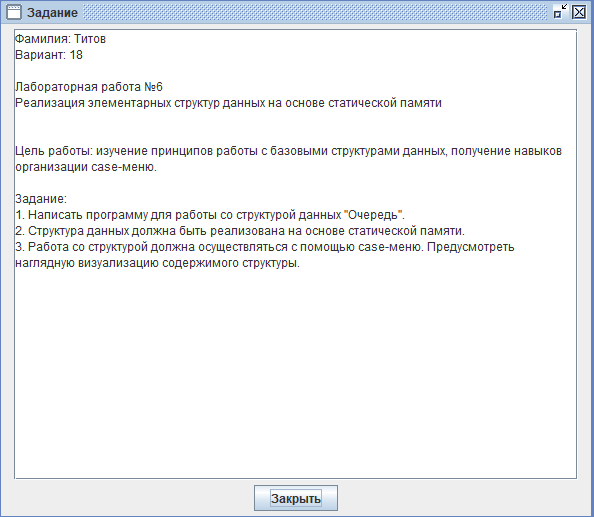 Задание
Фамилия: Титов
Вариант: 18
Лабораторная работа №6
Реализация элементарных структур данных на основе статической памяти
Цель работы: изучение принципов работы с базовыми структурами данных, получение навыков
организации case-меню.
Задание:
1. Написать программу для работы со структурой данных "Очередь".
2. Структура данных должна быть реализована на основе статической памяти.
3. Работа со структурой должна осуществляться с помощью case-меню. Предусмотреть
наглядную визуализацию содержимого структуры.
Закрыть